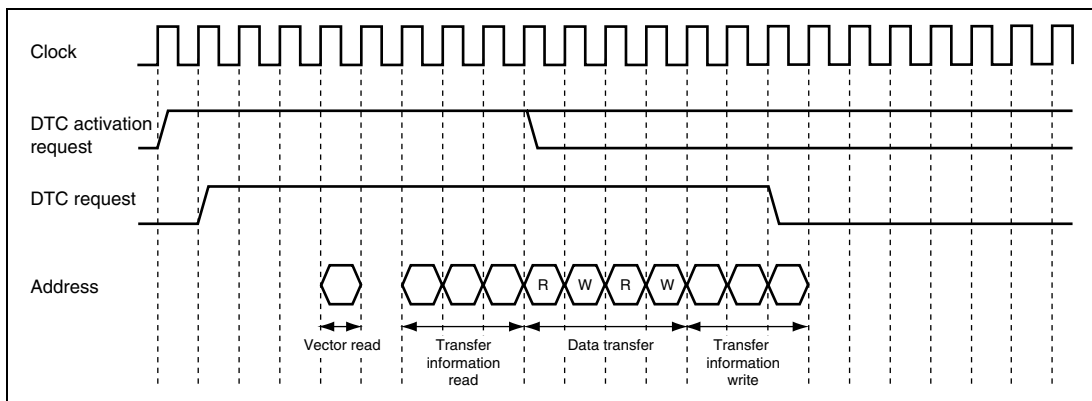 Clock
DTC activation
request
DTC request
Address
R W R W
Vector read
Transfer
information
read
Data transfer
Transfer
information
write